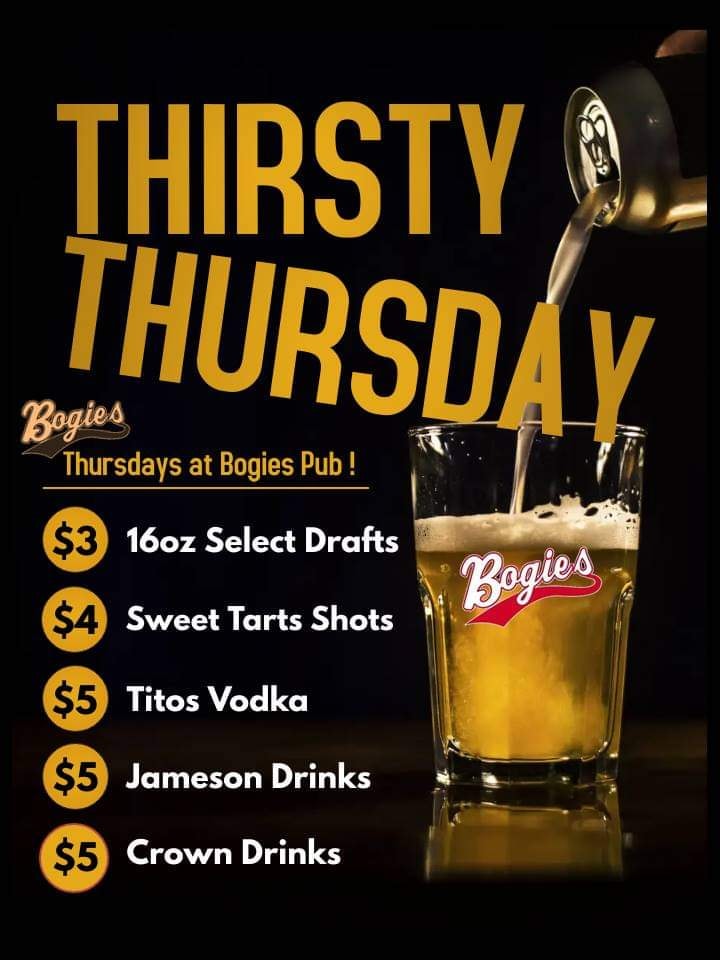 THIRSTY
THURSDAY
Bogies
Thursdays at Bogies Pub !
$3 16oz Select Drafts
Bogies
$4 Sweet Tarts Shots
$5 Titos Vodka
$5 Jameson Drinks
$5 Crown Drinks